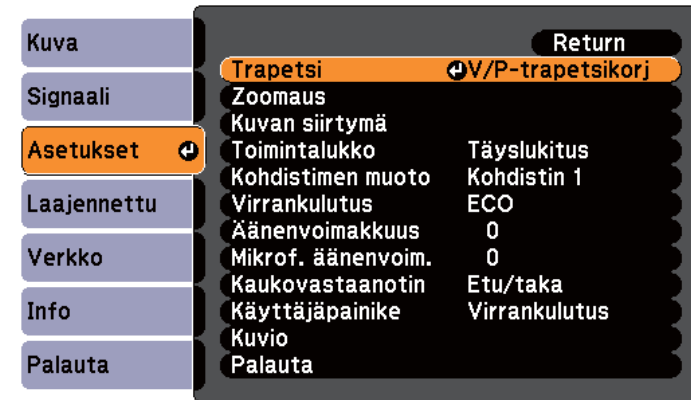 Kuva
Signaali
Asetukset
Laajennettu
Verkko
Info
Palauta
Return
Trapetsi V/P-trapetsikorj
Zoomaus
Kuvan siirtymä
Toimintalukko Täyslukitus
Kohdistimen muoto Kohdistin 1
Virrankulutus ECO
Äänenvoimakkuus 0
Mikrof. äänenvoim. 0
Kaukovastaanotin Etu/taka
Käyttäjäpainike Virrankulutus
Kuvio
Palauta